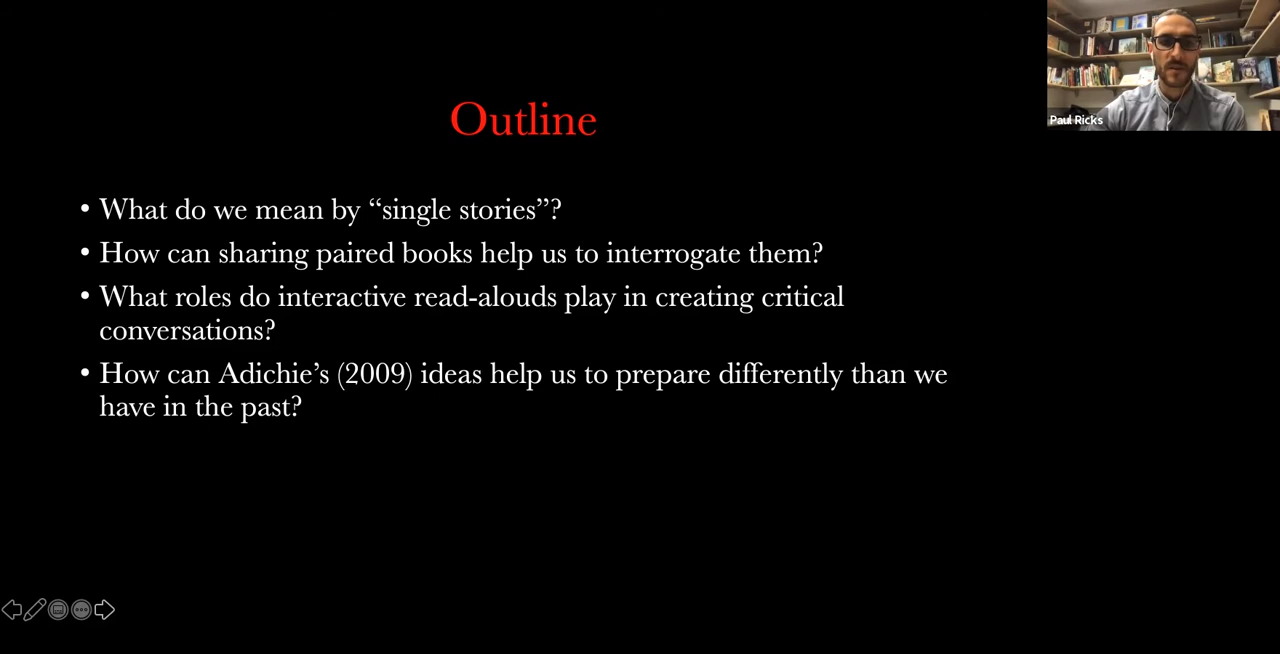 Outline
• What do we mean by “single stories”?
• How can sharing paired books help us to interrogate them?
• What roles do interactive read-alouds play in creating critical
conversations?
• How can Adichie’s (2009) ideas help us to prepare differently than we
have in the past?
Paul Ricks